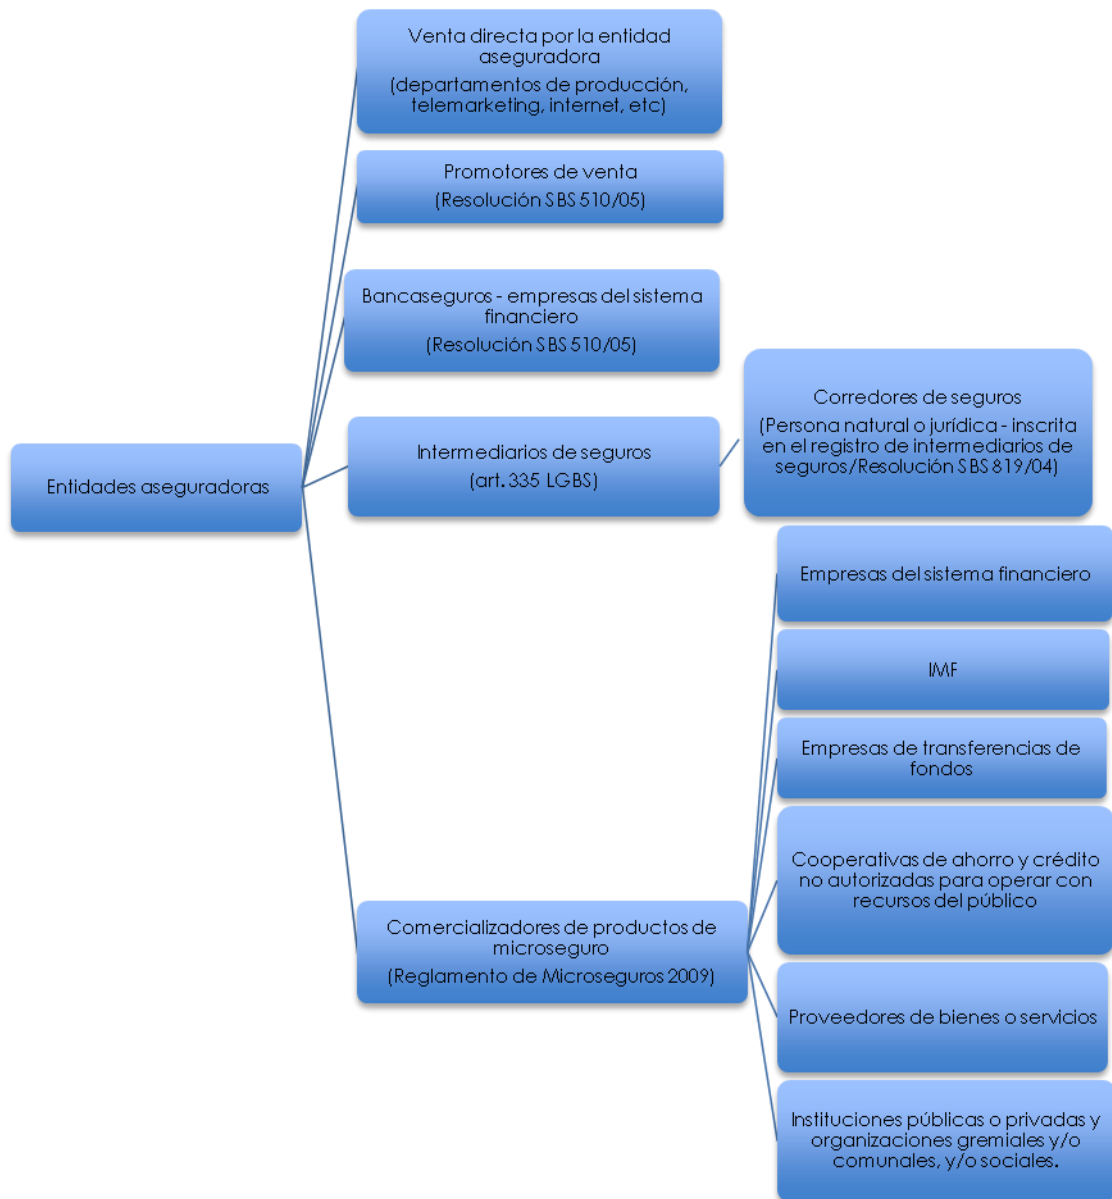 Venta directa por la entidad
aseguradora
(departamentos de producción,
telemarketing, internet, etc)
Promotores de venta
(Resolución SBS 510/05)
Bancaseguros - empresas del sistema
financiero
(Resolución SBS 510/05)
Corredores de seguros
(Persona natural o jurídica - inscrita
en el registro de intermediarios de
seguros/Resolución SBS 819/04)
Intermediarios de seguros
(art. 335 LGBS)
Entidades aseguradoras
Empresas del sistema financiero
IMF
Empresas de transferencias de
fondos
Cooperativas de ahorro y crédito
no autorizadas para operar con
recursos del público
Comercializadores de productos de
microseguro
(Reglamento de Microseguros 2009)
Proveedores de bienes o servicios
Instituciones públicas o privadas y
organizaciones gremiales y/o
comunales, y/o sociales.